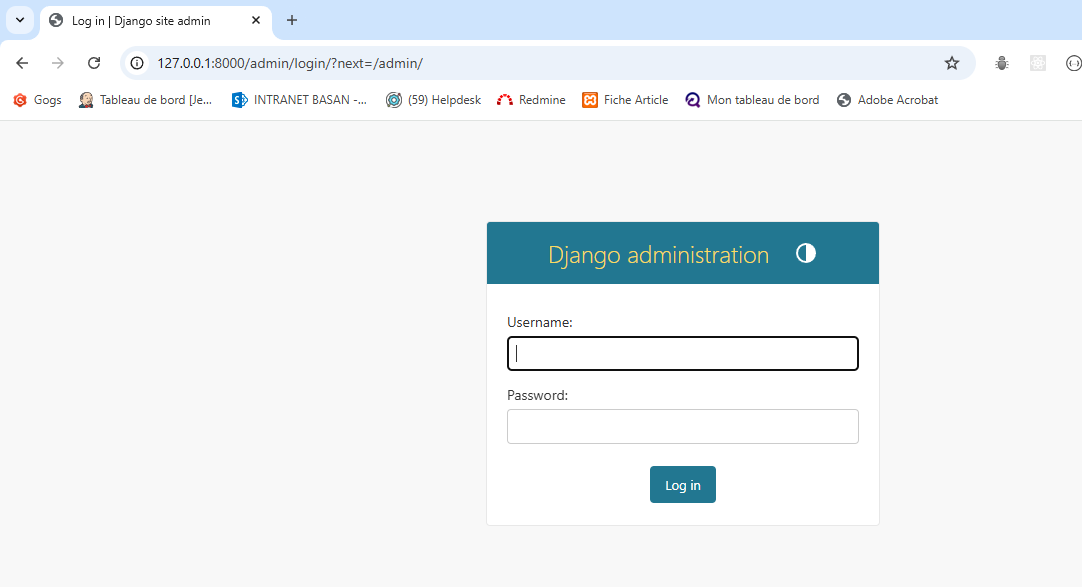 Log in | Django site admin
127.0.0.1:8000/admin/login/?next=/admin/
Gogs Tableau de bord [Je... INTRANET BASAN -... (59) Helpdesk Redmine Fiche Article Mon tableau de bord Adobe Acrobat
Django administration
Username:
Password:
Log in